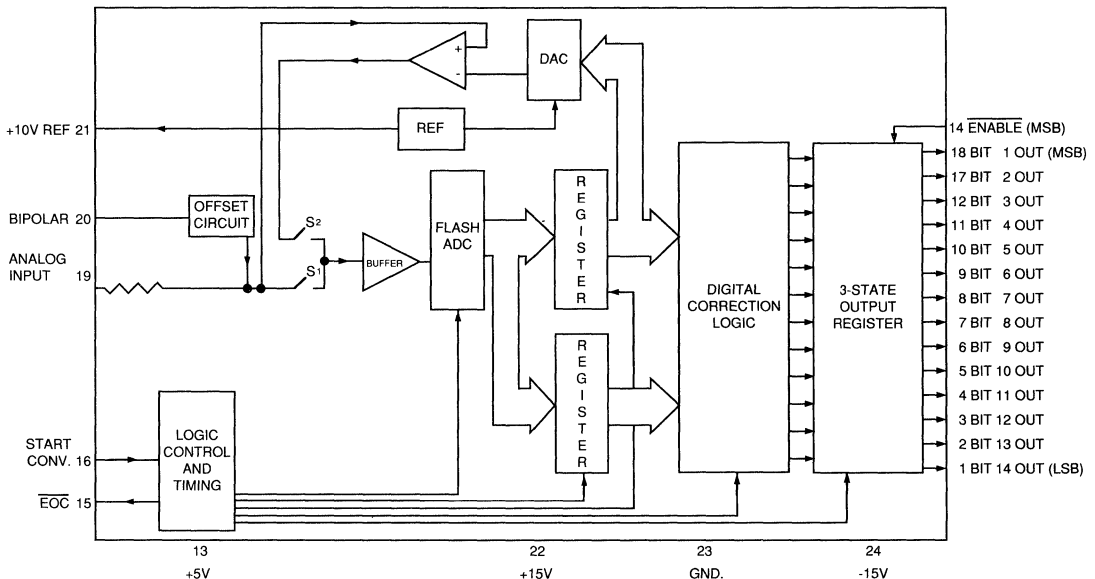 DAC
+
-
+10V REF 21
REF
14 ENABLE (MSB)
18 BIT 1 OUT (MSB)
17 BIT 2 OUT
12 BIT 3 OUT
11 BIT 4 OUT
10 BIT 5 OUT
9 BIT 6 OUT
8 BIT 7 OUT
7 BIT 8 OUT
6 BIT 9 OUT
5 BIT 10 OUT
4 BIT 11 OUT
3 BIT 12 OUT
2 BIT 13 OUT
1 BIT 14 OUT (LSB)
BIPOLAR 20
OFFSET
CIRCUIT
S2
S1
ANALOG
INPUT
19
BUFFER
FLASH
ADC
REGISTER
REGISTER
DIGITAL
CORRECTION
LOGIC
3-STATE
OUTPUT
REGISTER
START
CONV. 16
EOC 15
LOGIC
CONTROL
AND
TIMING
13
+5V
22
+15V
23
GND.
24
-15V